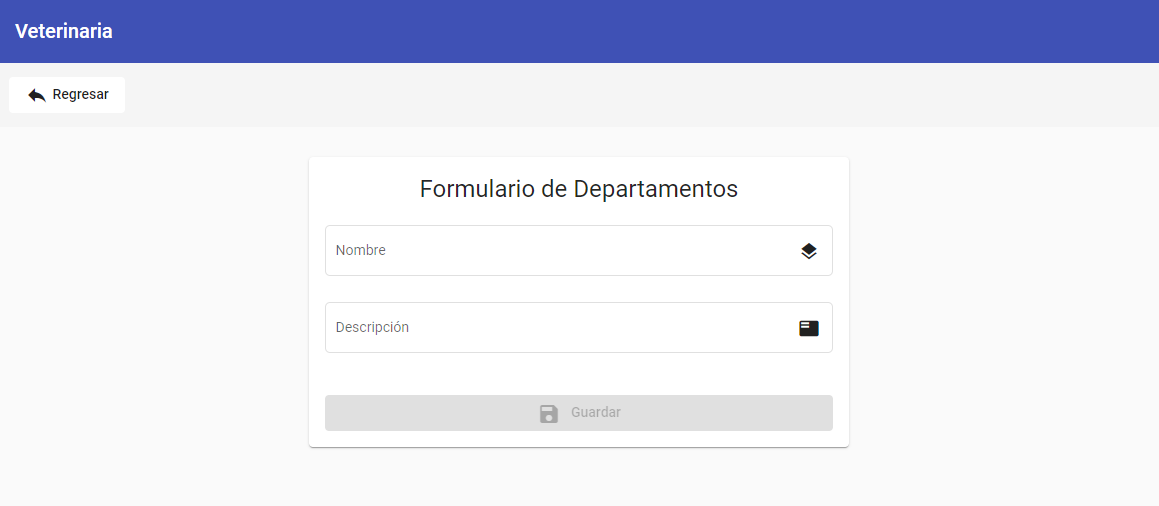 Veterinaria
Regresar
Formulario de Departamentos
Nombre
Descripción
Guardar